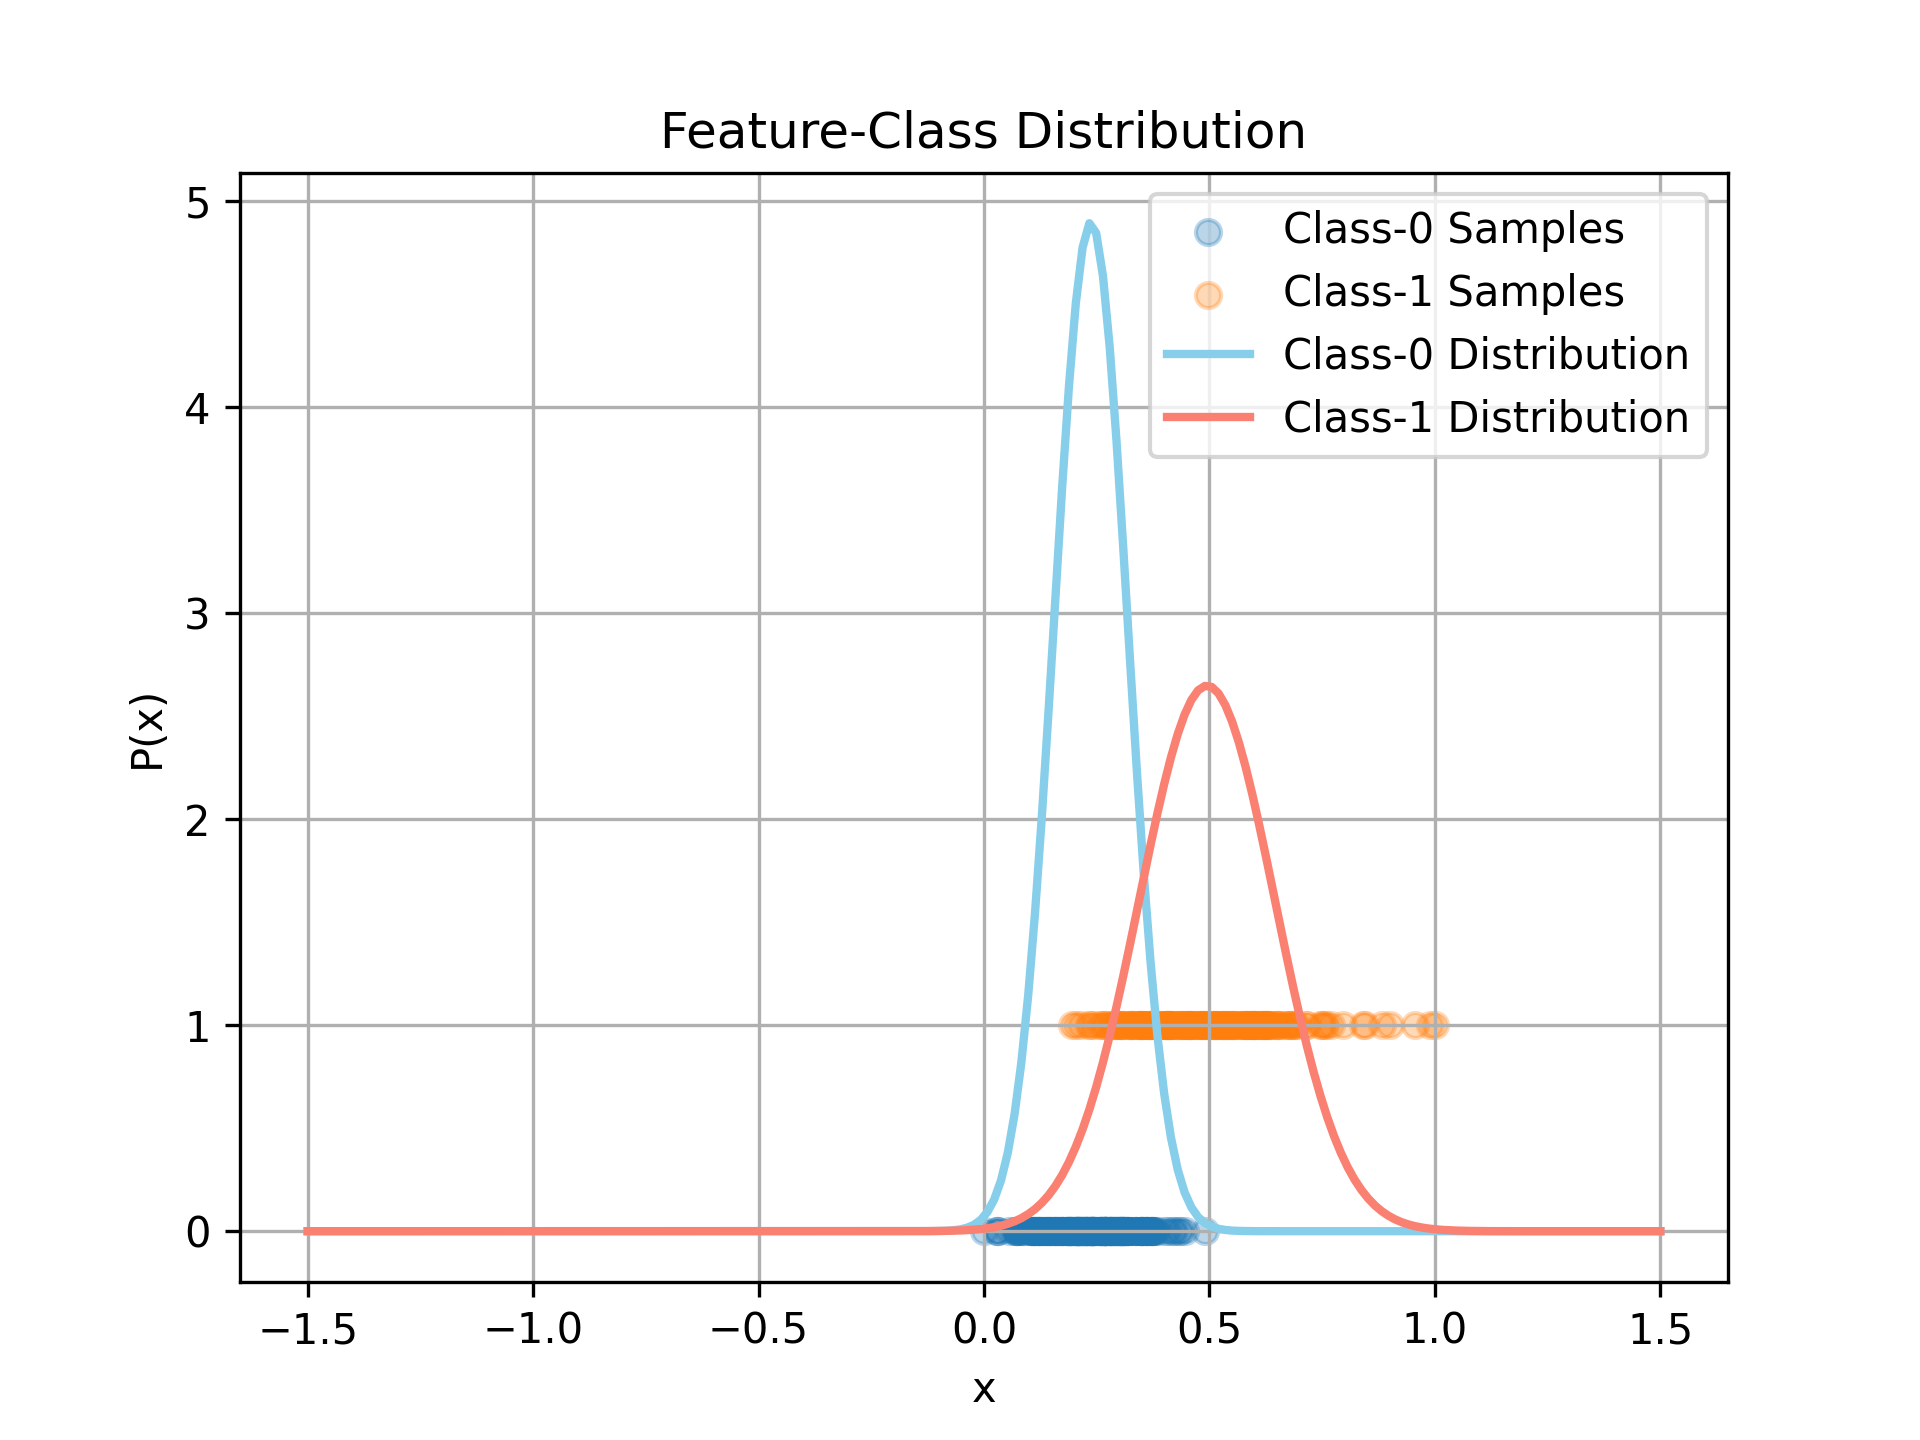 Feature-Class Distribution
5
4
3
2
1
0
P(x)
Class-0 Samples
Class-1 Samples
Class-0 Distribution
Class-1 Distribution
−1.5 −1.0 −0.5 0.0 0.5 1.0 1.5
x